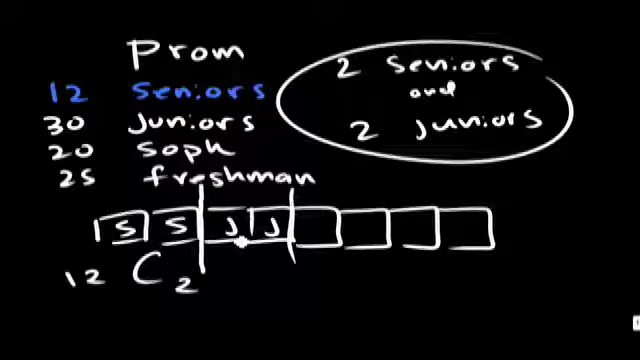 Prom
12 Seniors
30 juniors
20 soph
25 freshman
2 seniors
and
2 juniors
S S J J
12 C 2